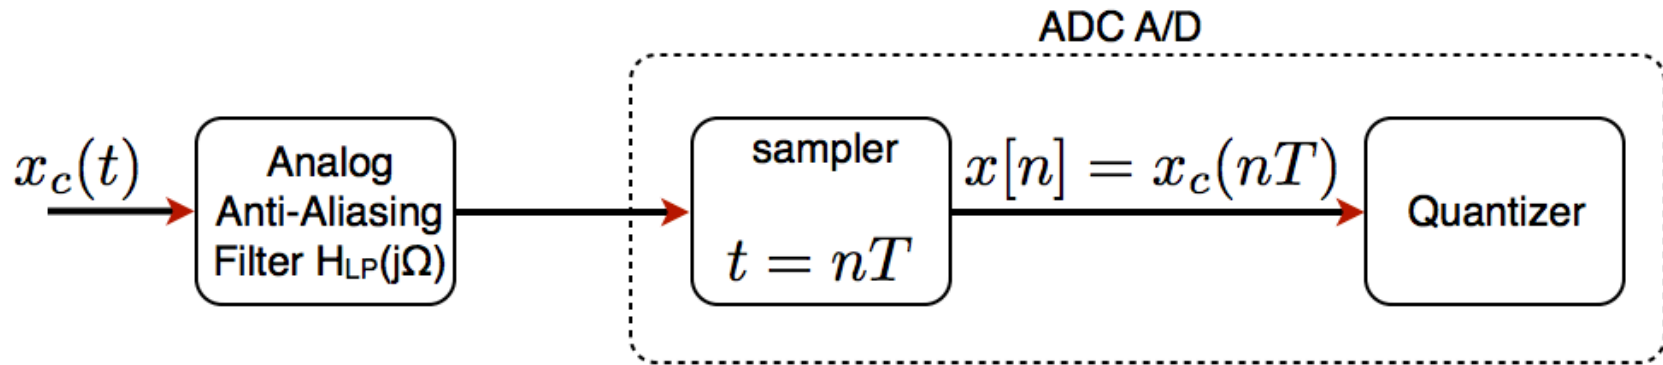 ADC A/D
x_c(t)
Analog
Anti-Aliasing
Filter H_LP(jΩ)
sampler
t = nT
x[n] = x_c(nT)
Quantizer